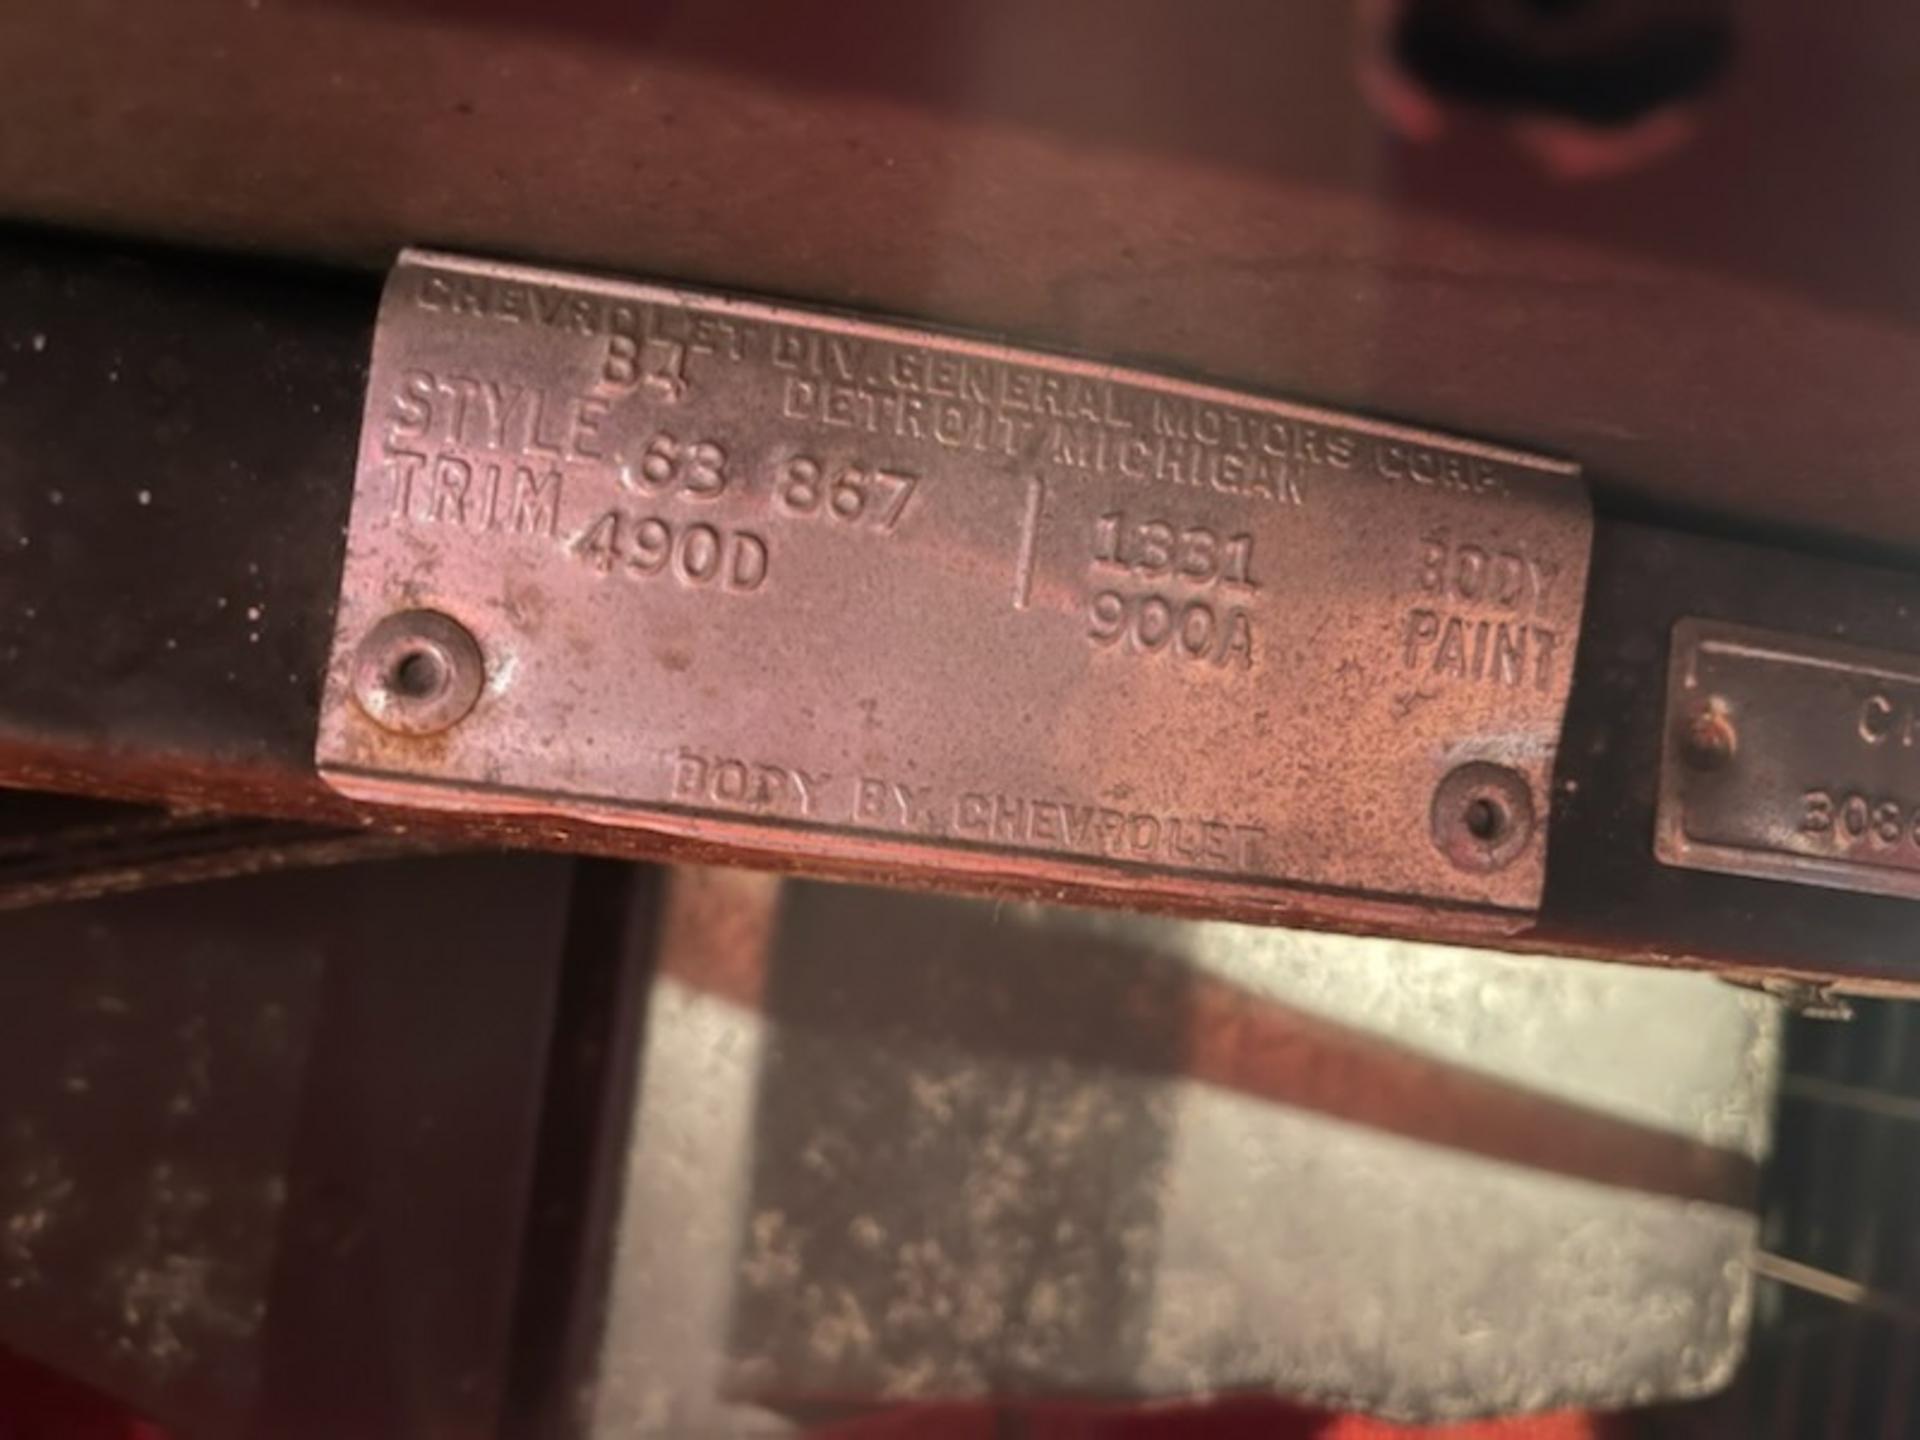 CHEVROLET DIV. GENERAL MOTORS CORP.
B4 DETROIT MICHIGAN
STYLE 63 867 1331 BODY
TRIM 490D 900A PAINT
BODY BY CHEVROLET